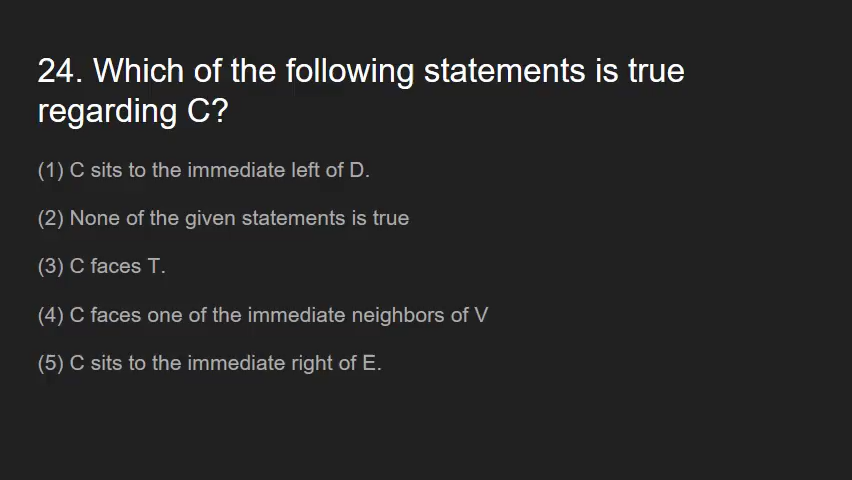 24. Which of the following statements is true
regarding C?
(1) C sits to the immediate left of D.
(2) None of the given statements is true
(3) C faces T.
(4) C faces one of the immediate neighbors of V
(5) C sits to the immediate right of E.